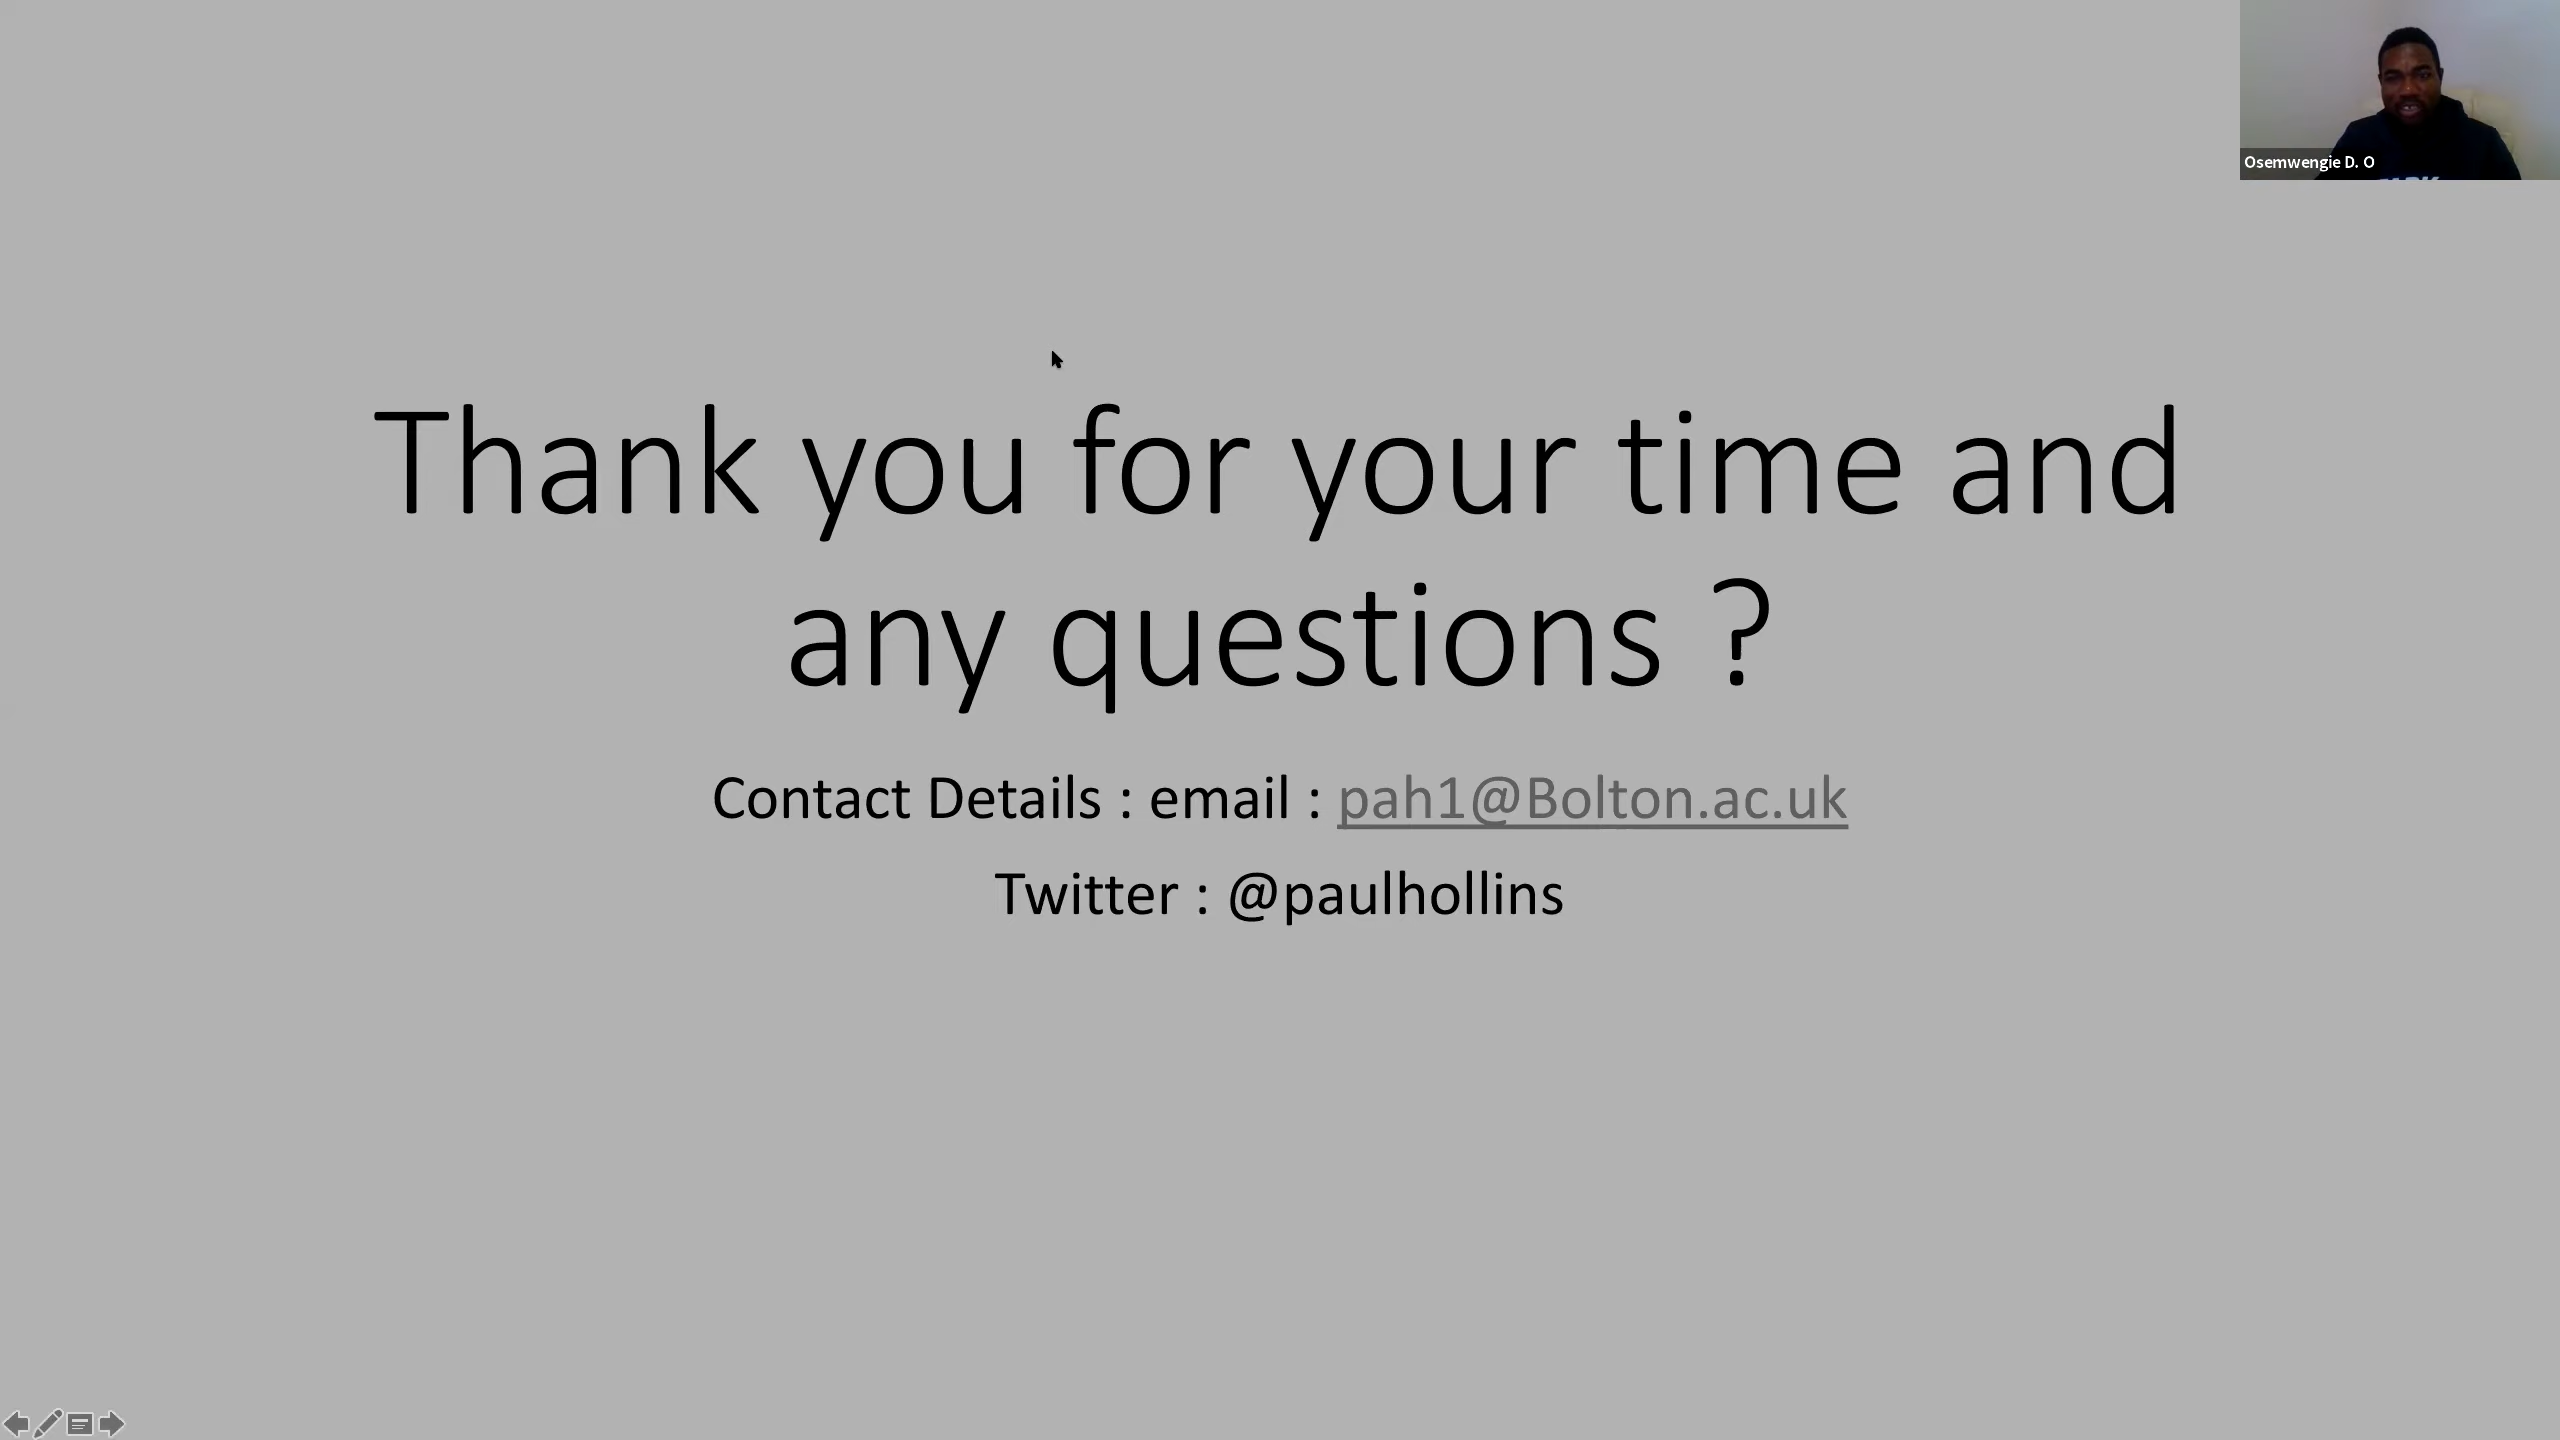 Osemwengie D. O
Thank you for your time and
any questions ?
Contact Details : email : pah1@Bolton.ac.uk
Twitter : @paulhollins